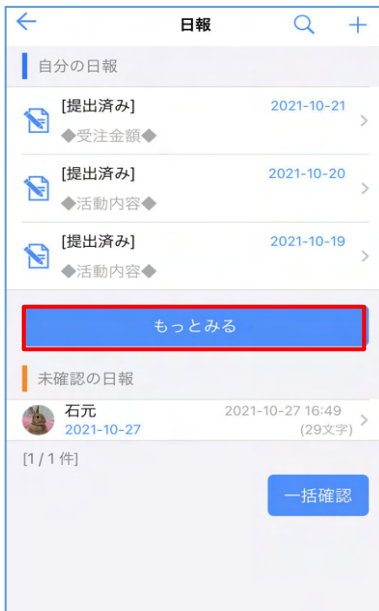 日報
自分の日報
[提出済み] 2021-10-21
◆受注金額◆
[提出済み] 2021-10-20
◆活動内容◆
[提出済み] 2021-10-19
◆活動内容◆
もっとみる
未確認の日報
石元 2021-10-27 16:49
2021-10-27 (29文字)
[1 / 1 件]
一括確認